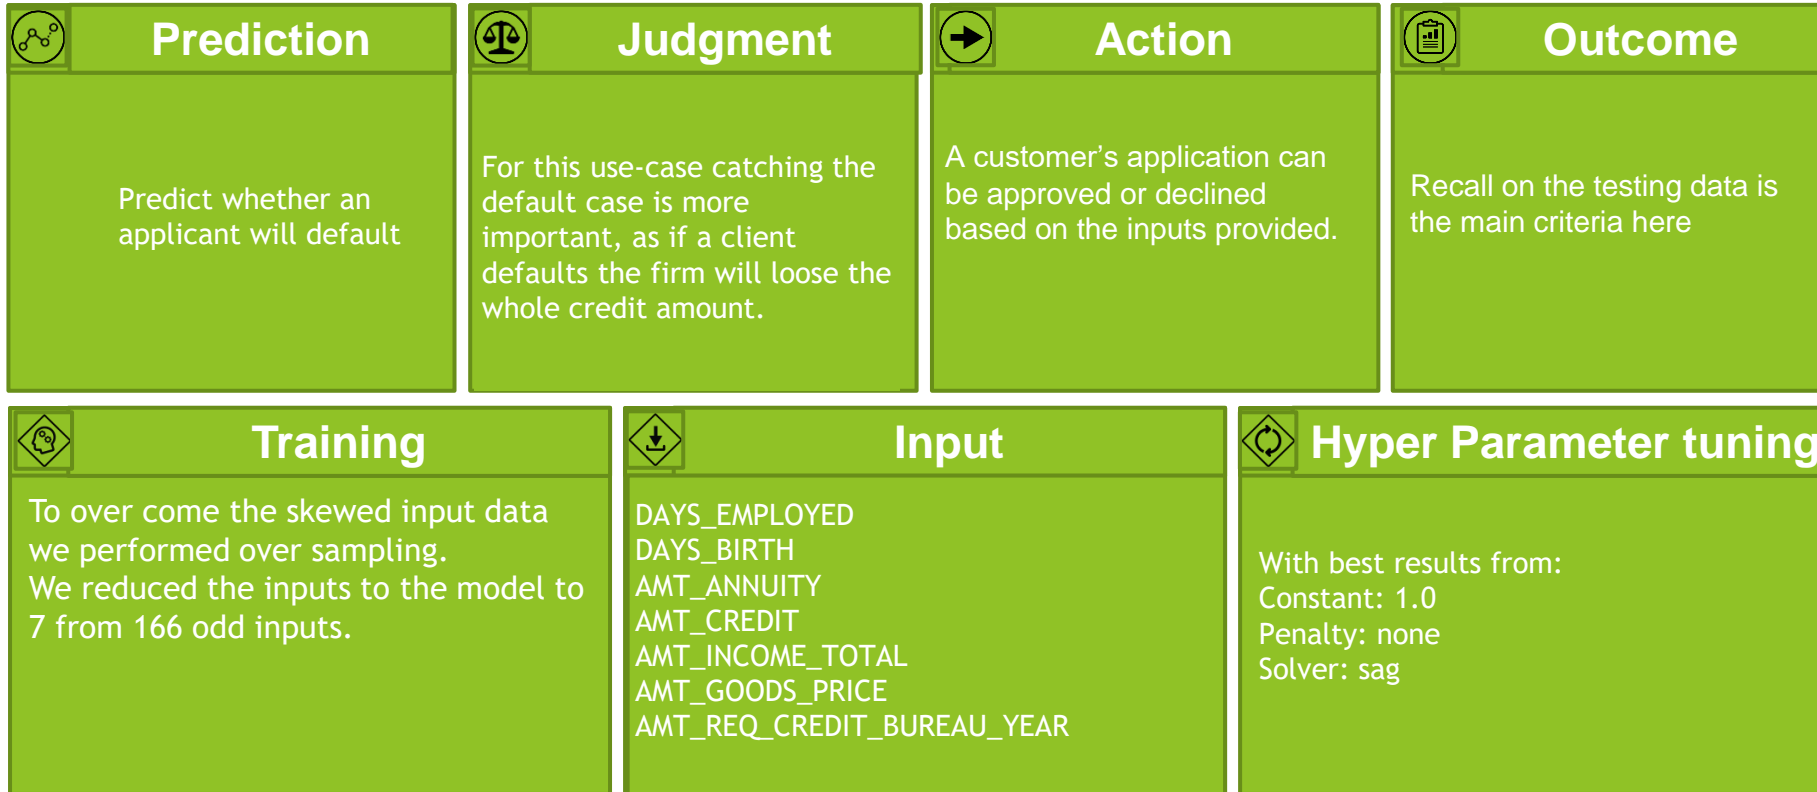 Prediction
Predict whether an
applicant will default
Judgment
For this use-case catching the
default case is more
important, as if a client
defaults the firm will loose the
whole credit amount.
Action
A customer’s application can
be approved or declined
based on the inputs provided.
Outcome
Recall on the testing data is
the main criteria here
Training
To over come the skewed input data
we performed over sampling.
We reduced the inputs to the model to
7 from 166 odd inputs.
Input
DAYS_EMPLOYED
DAYS_BIRTH
AMT_ANNUITY
AMT_CREDIT
AMT_INCOME_TOTAL
AMT_GOODS_PRICE
AMT_REQ_CREDIT_BUREAU_YEAR
Hyper Parameter tuning
With best results from:
Constant: 1.0
Penalty: none
Solver: sag